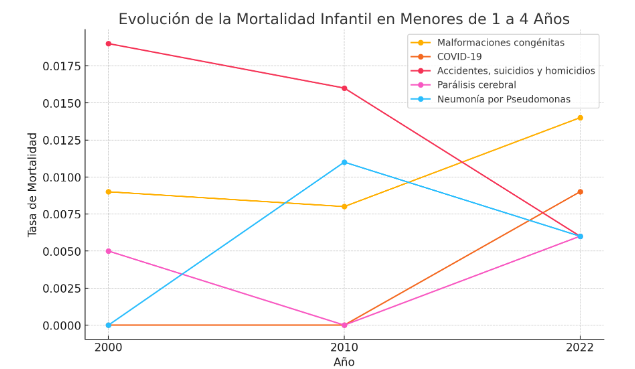 Evolución de la Mortalidad Infantil en Menores de 1 a 4 Años
Malformaciones congénitas
COVID-19
Accidentes, suicidios y homicidios
Parálisis cerebral
Neumonía por Pseudomonas
Tasa de Mortalidad
0.0175
0.0150
0.0125
0.0100
0.0075
0.0050
0.0025
0.0000
2000
2010
2022
Año